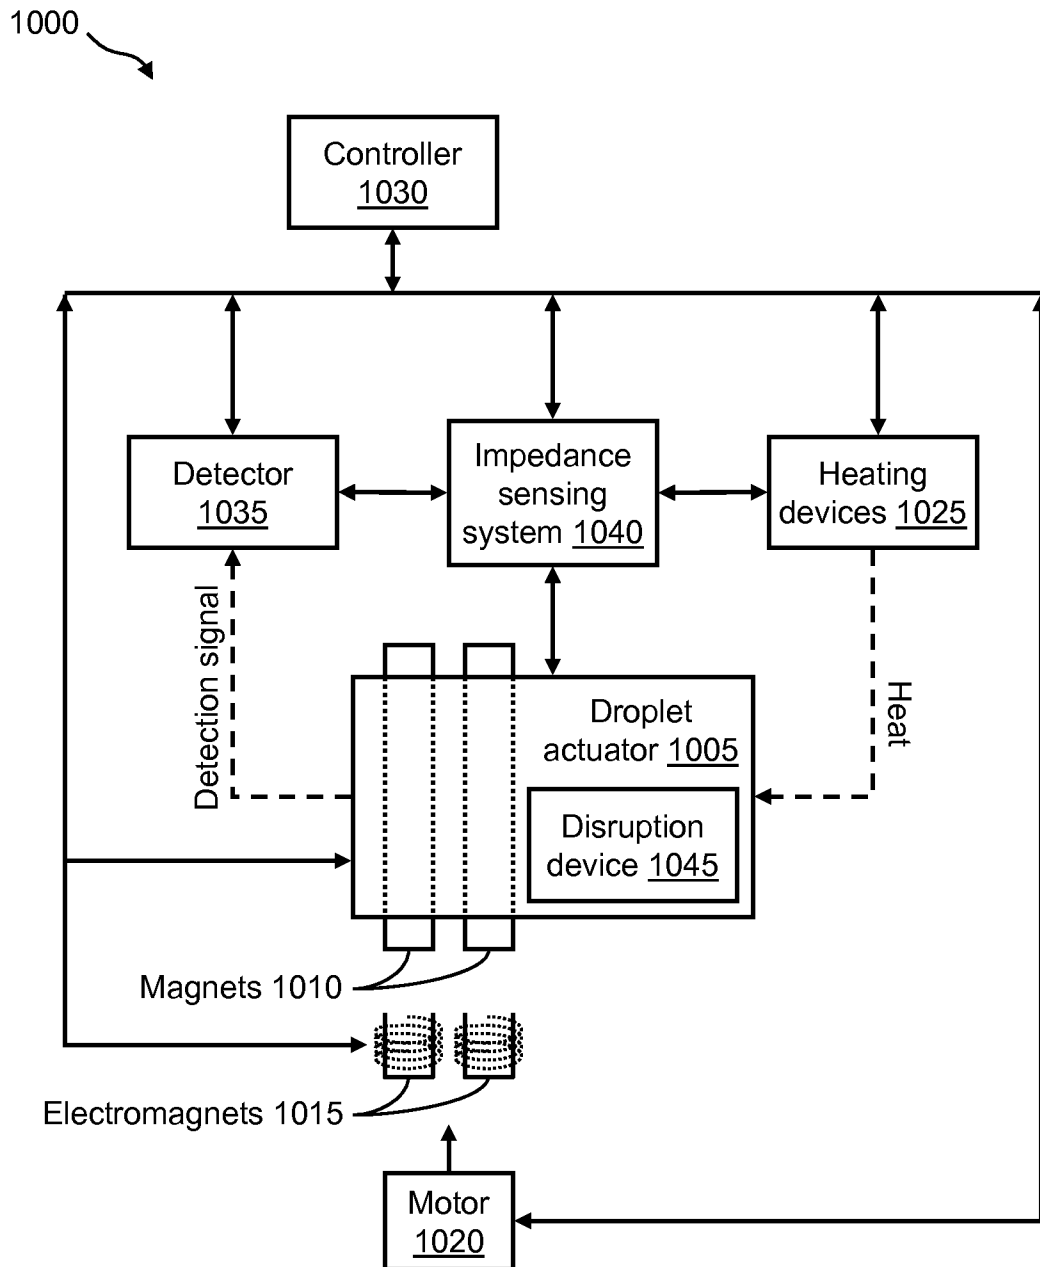 1000
Controller
1030
Detector
1035
Impedance
sensing
system 1040
Heating
devices 1025
Detection signal
Heat
Droplet
actuator 1005
Disruption
device 1045
Magnets 1010
Electromagnets 1015
Motor
1020